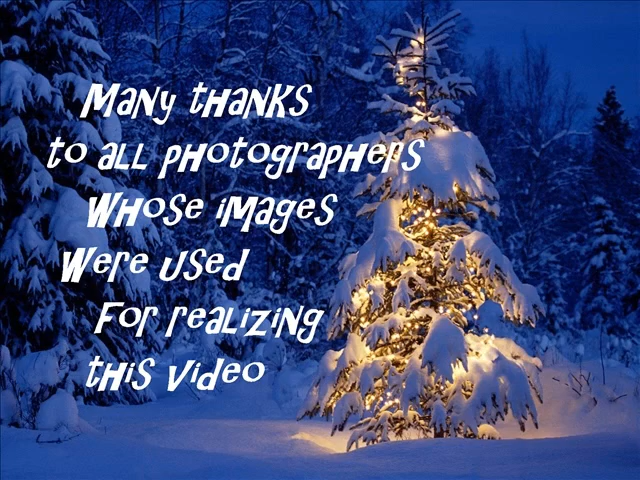 Many thanks
to all photographers
Whose images
Were used
For realizing
this video